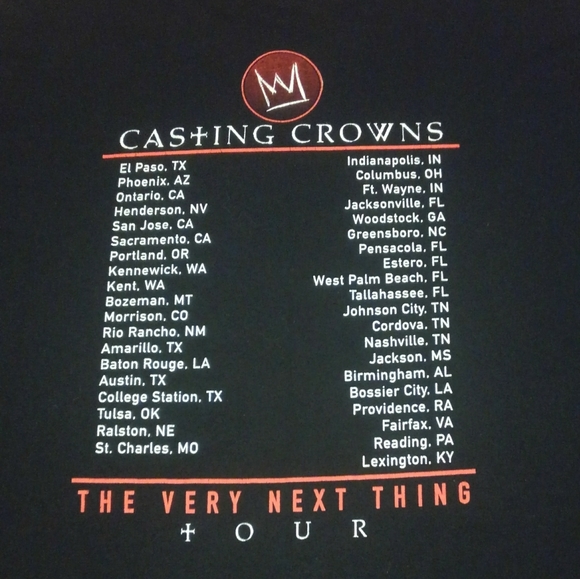 CASTING CROWNS
El Paso, TX
Phoenix, AZ
Ontario, CA
Henderson, NV
San Jose, CA
Sacramento, CA
Portland, OR
Kennewick, WA
Kent, WA
Bozeman, MT
Morrison, CO
Rio Rancho, NM
Amarillo, TX
Baton Rouge, LA
Austin, TX
College Station, TX
Tulsa, OK
Ralston, NE
St. Charles, MO
Indianapolis, IN
Columbus, OH
Ft. Wayne, IN
Jacksonville, FL
Woodstock, GA
Greensboro, NC
Pensacola, FL
Estero, FL
West Palm Beach, FL
Tallahassee, FL
Johnson City, TN
Cordova, TN
Nashville, TN
Jackson, MS
Birmingham, AL
Bossier City, LA
Providence, RA
Fairfax, VA
Reading, PA
Lexington, KY
THE VERY NEXT THING
TOUR